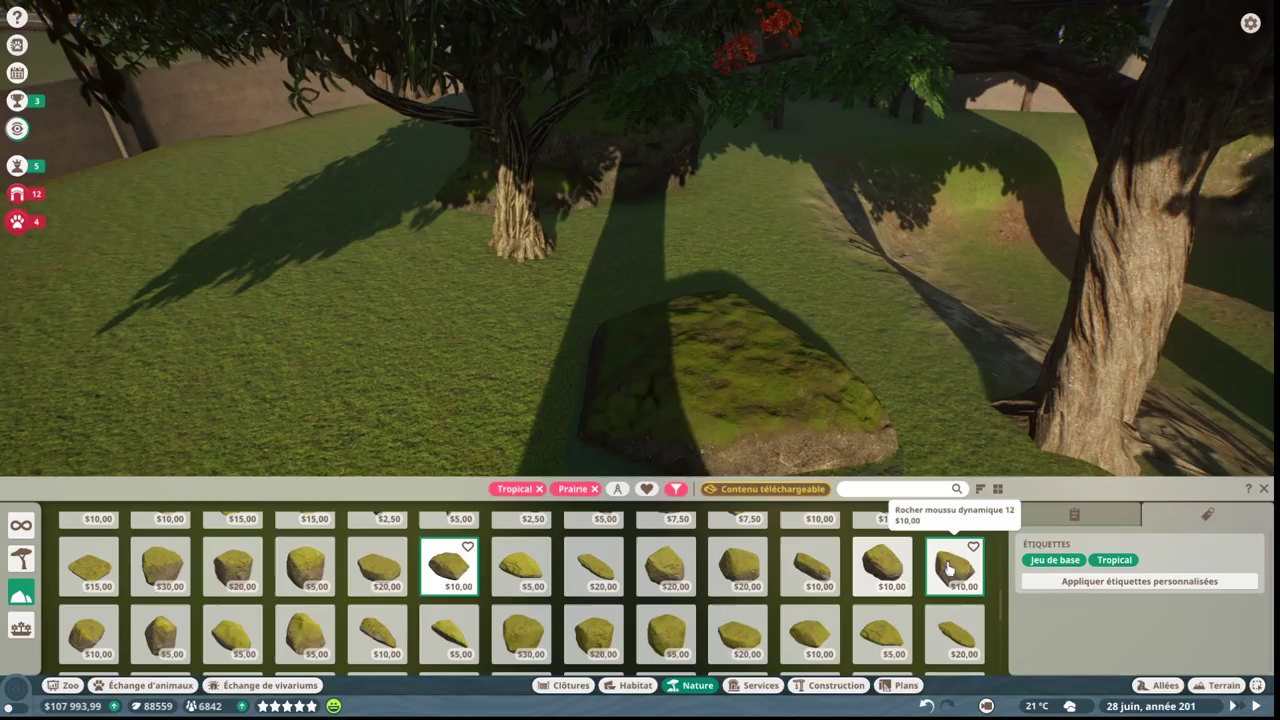 ?
3
5
12
4
Tropical ✕ Prairie ✕ Contenu téléchargeable ? ✕
$10,00 $10,00 $15,00 $15,00 $2,50 $5,00 $2,50 $5,00 $7,50 $7,50 $10,00
Rocher moussu dynamique 12
$10,00
ÉTIQUETTES
Jeu de base Tropical
Appliquer étiquettes personnalisées
$15,00 $30,00 $20,00 $5,00 $20,00 $10,00 $5,00 $20,00 $20,00 $20,00 $10,00 $10,00 $10,00
$10,00 $5,00 $5,00 $5,00 $10,00 $5,00 $30,00 $20,00 $5,00 $20,00 $10,00 $5,00 $20,00
Zoo Échange d'animaux Échange de vivariums Clôtures Habitat Nature Services Construction Plans Allées Terrain
$107 993,99 88559 6842 21 °C 28 juin, année 201